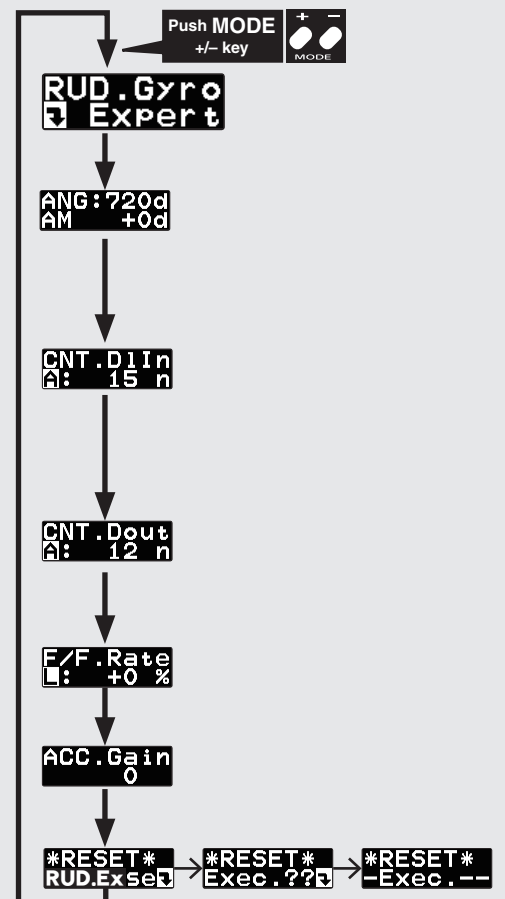 Push MODE
+/– key
+ –
MODE
RUD.Gyro
Expert
ANG:720d
AM +0d
CNT.DlIn
A: 15 n
CNT.Dout
A: 12 n
F/F.Rate
L: +0 %
ACC.Gain
0
*RESET*
RUD.Exse
*RESET*
Exec.??
*RESET*
-Exec.--